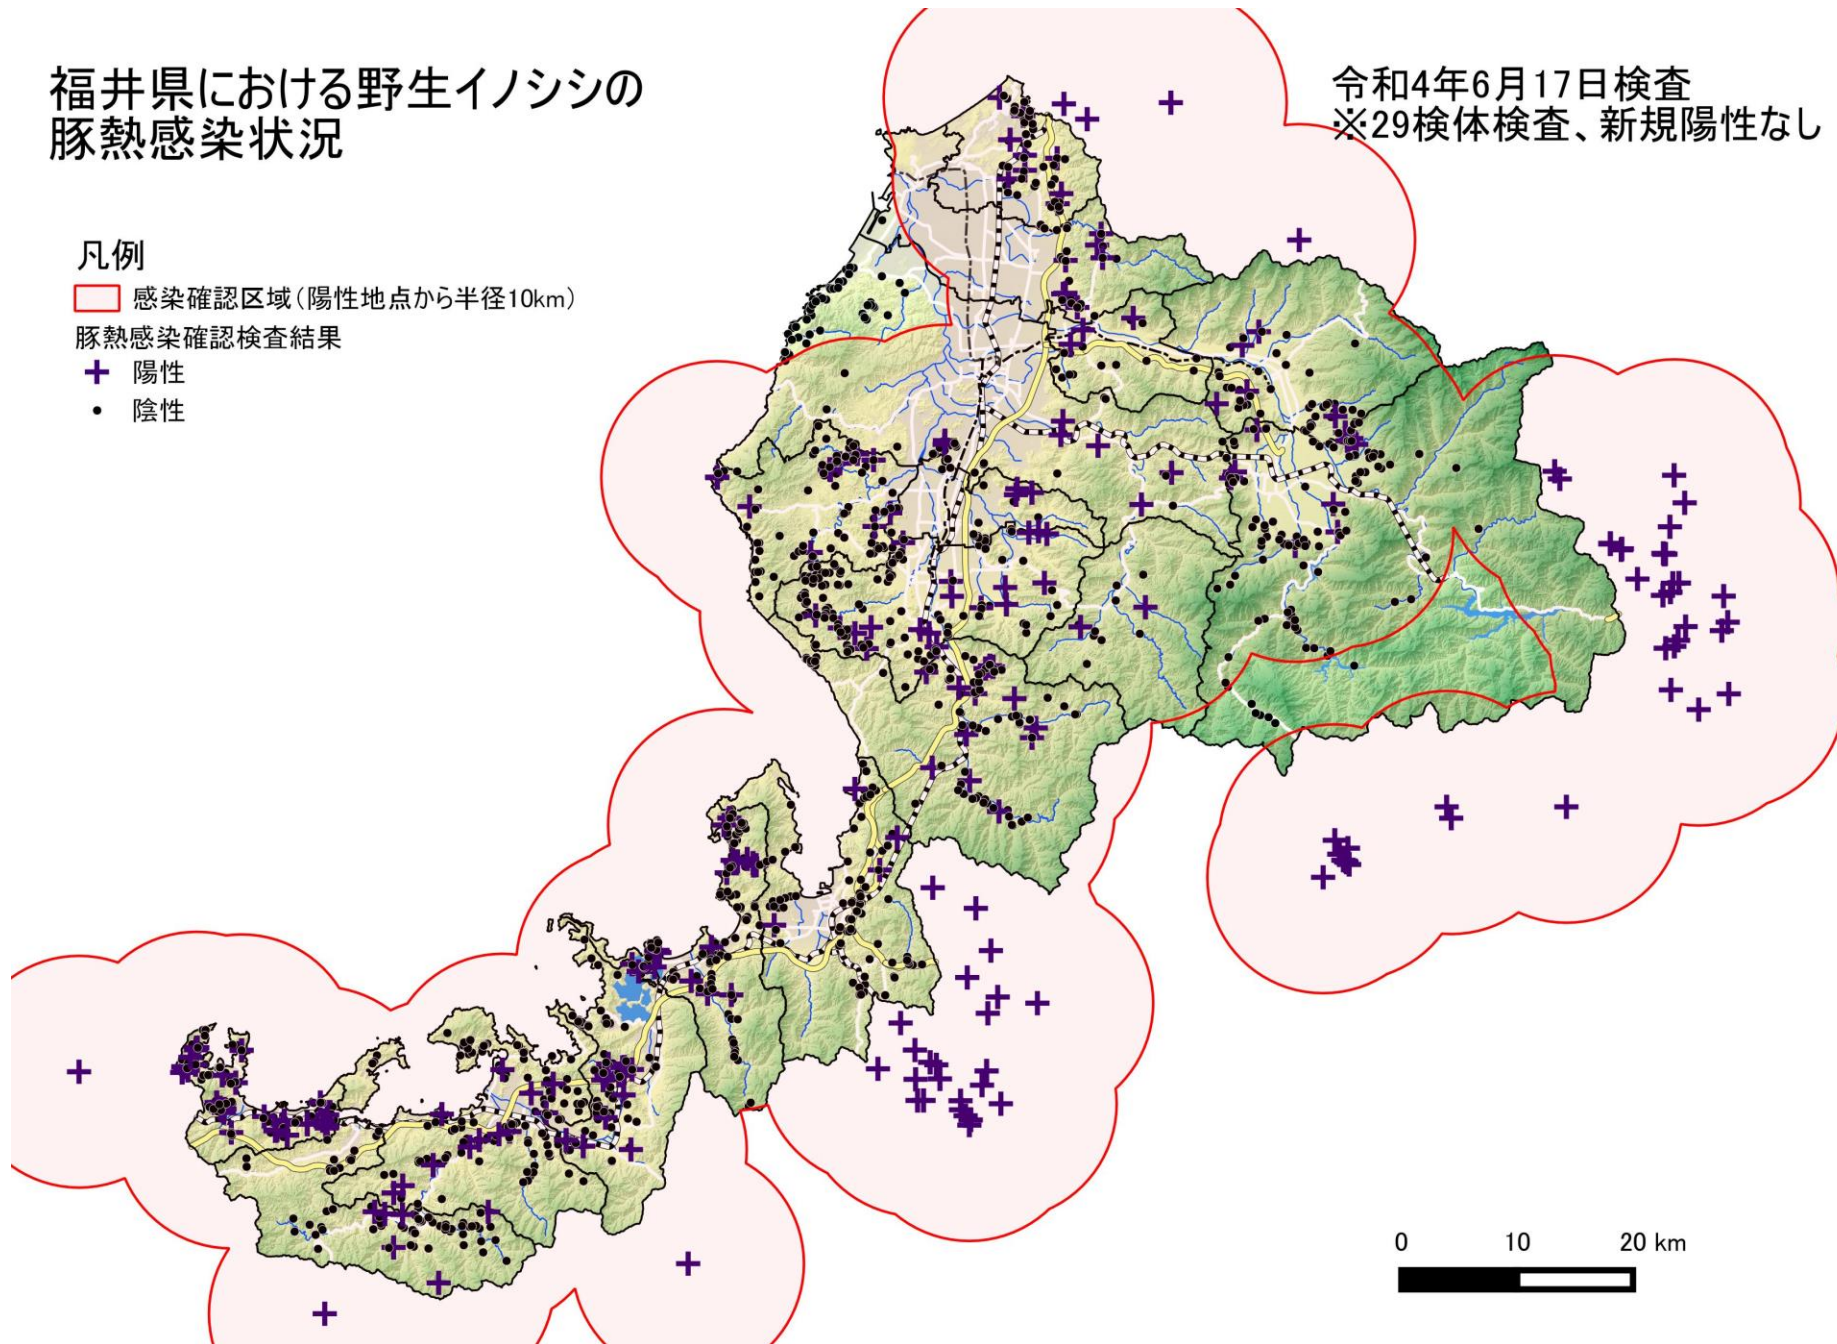 福井県における野生イノシシの
豚熱感染状況
令和4年6月17日検査
※29検体検査、新規陽性なし
凡例
感染確認区域(陽性地点から半径10km)
豚熱感染確認検査結果
陽性
陰性
0 10 20 km